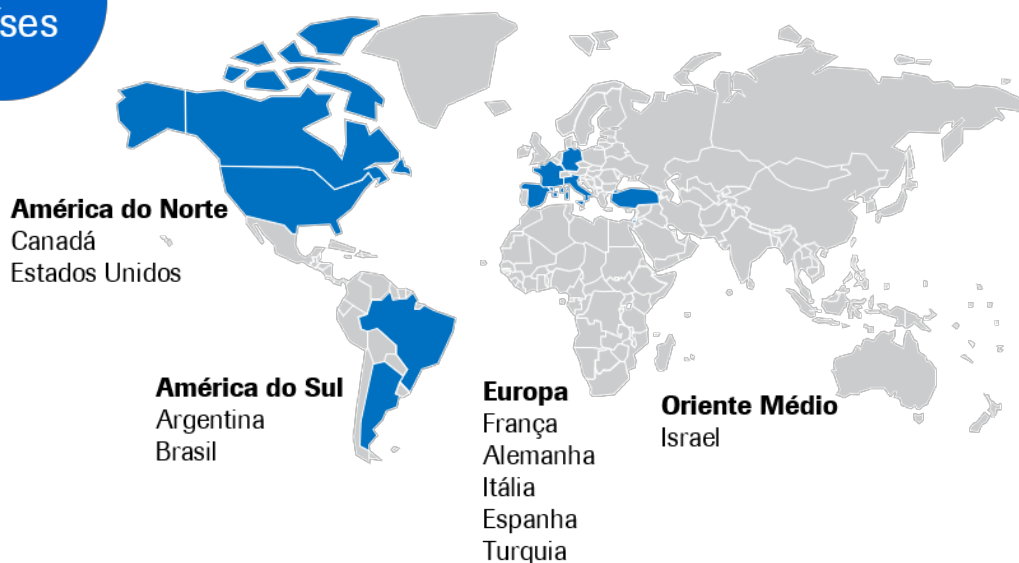 América do Norte
Canadá
Estados Unidos
América do Sul
Argentina
Brasil
Europa
França
Alemanha
Itália
Espanha
Turquia
Oriente Médio
Israel